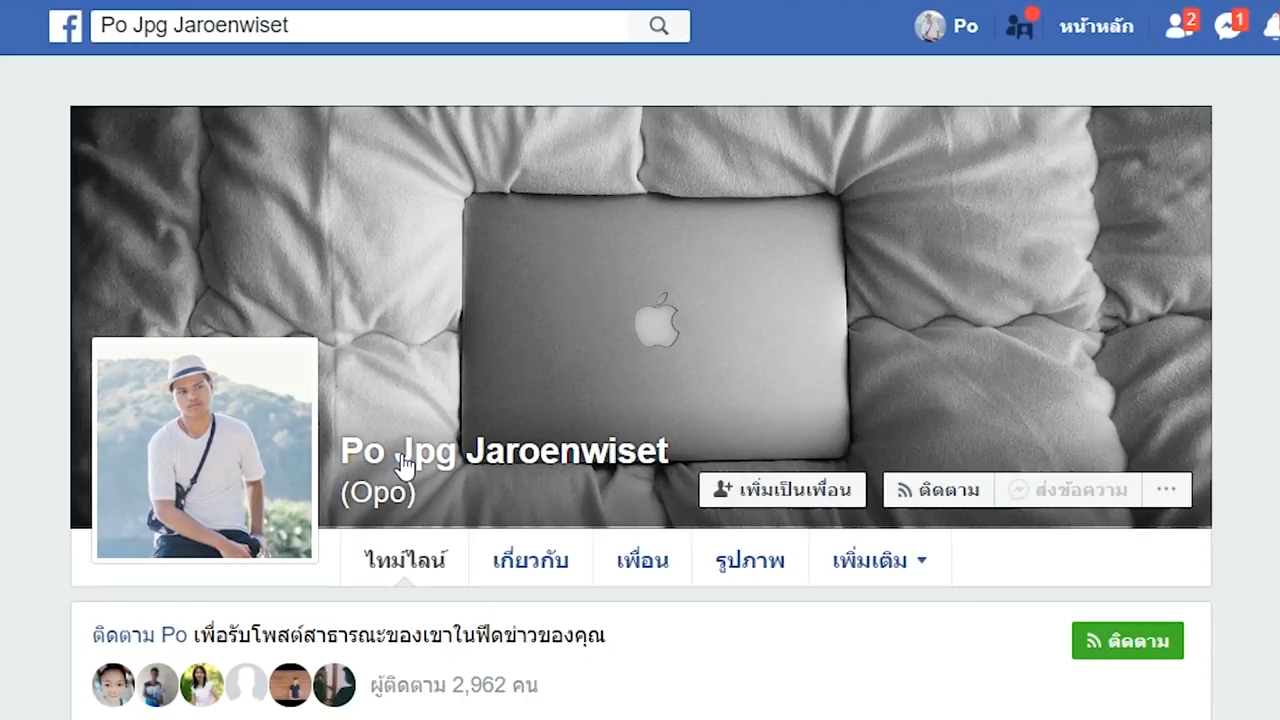 Po Jpg Jaroenwiset
Po
หน้าหลัก
2
1
Po Jpg Jaroenwiset
(Opo)
เพิ่มเป็นเพื่อน
ติดตาม
ส่งข้อความ
ไทม์ไลน์
เกี่ยวกับ
เพื่อน
รูปภาพ
เพิ่มเติม
ติดตาม Po เพื่อรับโพสต์สาธารณะของเขาในฟีดข่าวของคุณ
ติดตาม
ผู้ติดตาม 2,962 คน